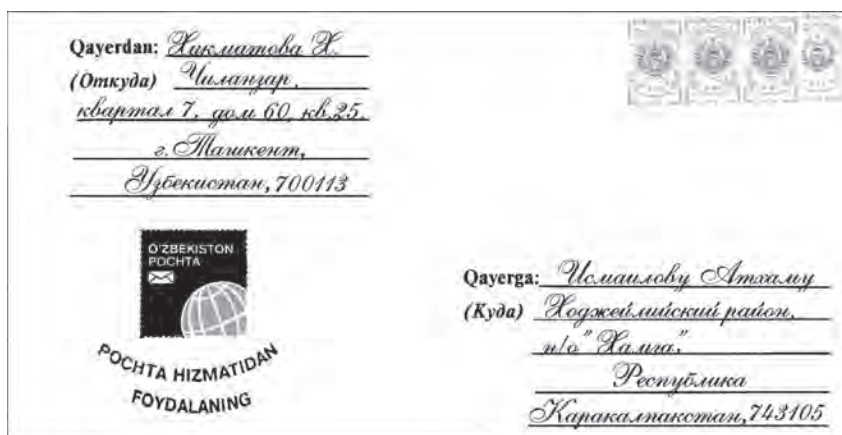 Qayerdan: Хикматова Х.
(Откуда) Чиланзар,
квартал 7, дом 60, кв.25.
г. Ташкент,
Узбекистан, 700113
O'ZBEKISTON
POCHTA
POCHTA HIZMATIDAN
FOYDALANING
Qayerga: Исмаилову Атхаму
(Куда) Ходжейлийский район,
п/о "Хамза,"
Республика
Каракалпакстан, 743105